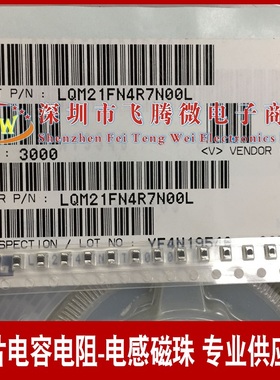 P/N : LQM21FN4R7N00L
深圳市飞腾微电子商
Shenzhen Fei Teng Wei Electronics
: 3000
<V> VENDOR
R P/N : LQM21FN4R7N00L
SPECTION / LOT NO
片电容电阻-电感磁珠 专业供应